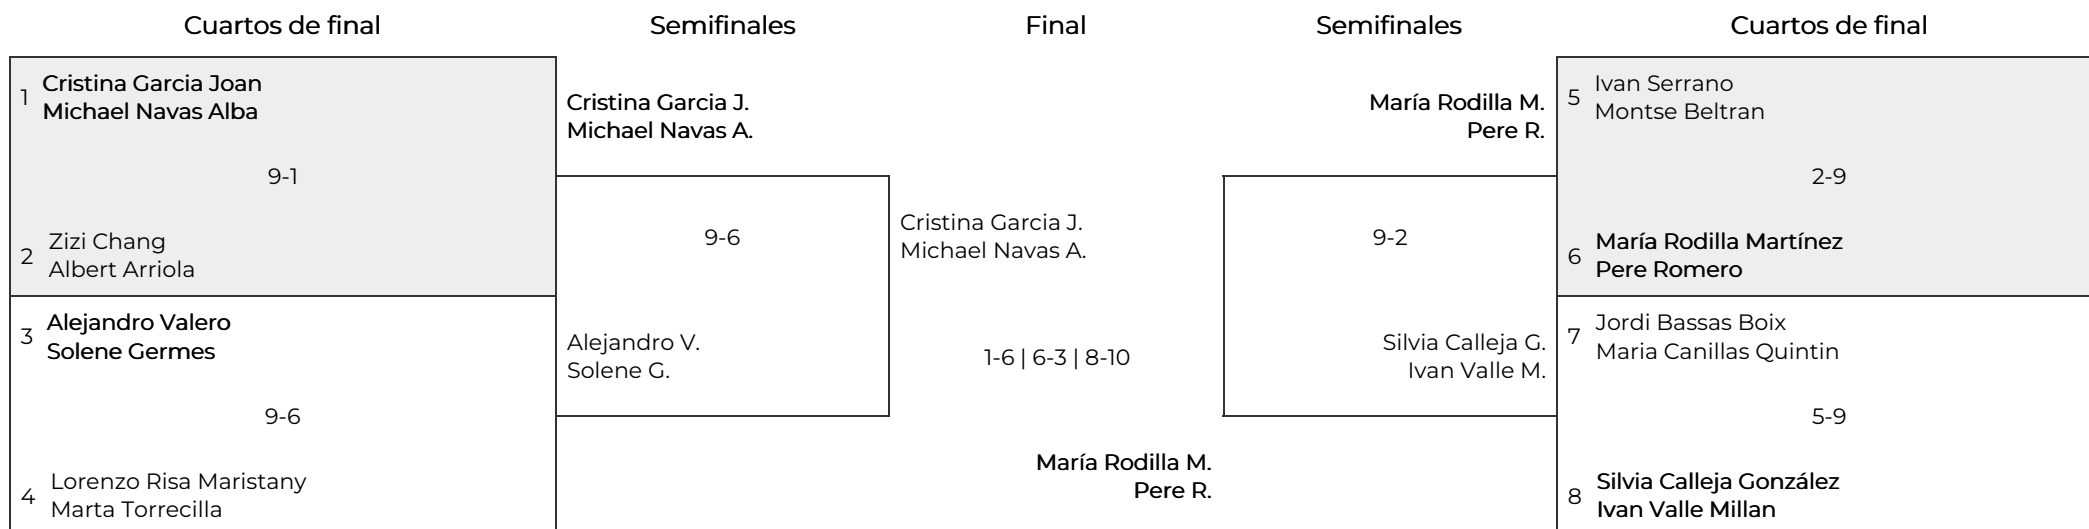 Cuartos de final
Semifinales
Final
Semifinales
Cuartos de final
1
Cristina Garcia Joan
Michael Navas Alba
9-1
2
Zizi Chang
Albert Arriola
3
Alejandro Valero
Solene Germes
9-6
4
Lorenzo Risa Maristany
Marta Torrecilla
Cristina Garcia J.
Michael Navas A.
9-6
Alejandro V.
Solene G.
Cristina Garcia J.
Michael Navas A.
1-6 | 6-3 | 8-10
María Rodilla M.
Pere R.
María Rodilla M.
Pere R.
9-2
Silvia Calleja G.
Ivan Valle M.
5
Ivan Serrano
Montse Beltran
2-9
6
María Rodilla Martínez
Pere Romero
7
Jordi Bassas Boix
Maria Canillas Quintin
5-9
8
Silvia Calleja González
Ivan Valle Millan